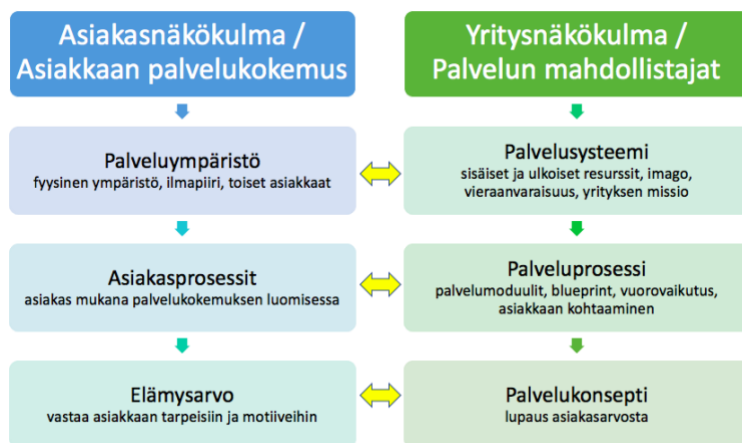 Asiakasnäkökulma /
Asiakkaan palvelukokemus
Yritysnäkökulma /
Palvelun mahdollistajat
Palveluympäristö
fyysinen ympäristö, ilmapiiri, toiset asiakkaat
Palvelusysteemi
sisäiset ja ulkoiset resurssit, imago,
vieraanvaraisuus, yrityksen missio
Asiakasprosessit
asiakas mukana palvelukokemuksen luomisessa
Palveluprosessi
palvelumoduulit, blueprint, vuorovaikutus,
asiakkaan kohtaaminen
Elämysarvo
vastaa asiakkaan tarpeisiin ja motiiveihin
Palvelukonsepti
lupaus asiakasarvosta